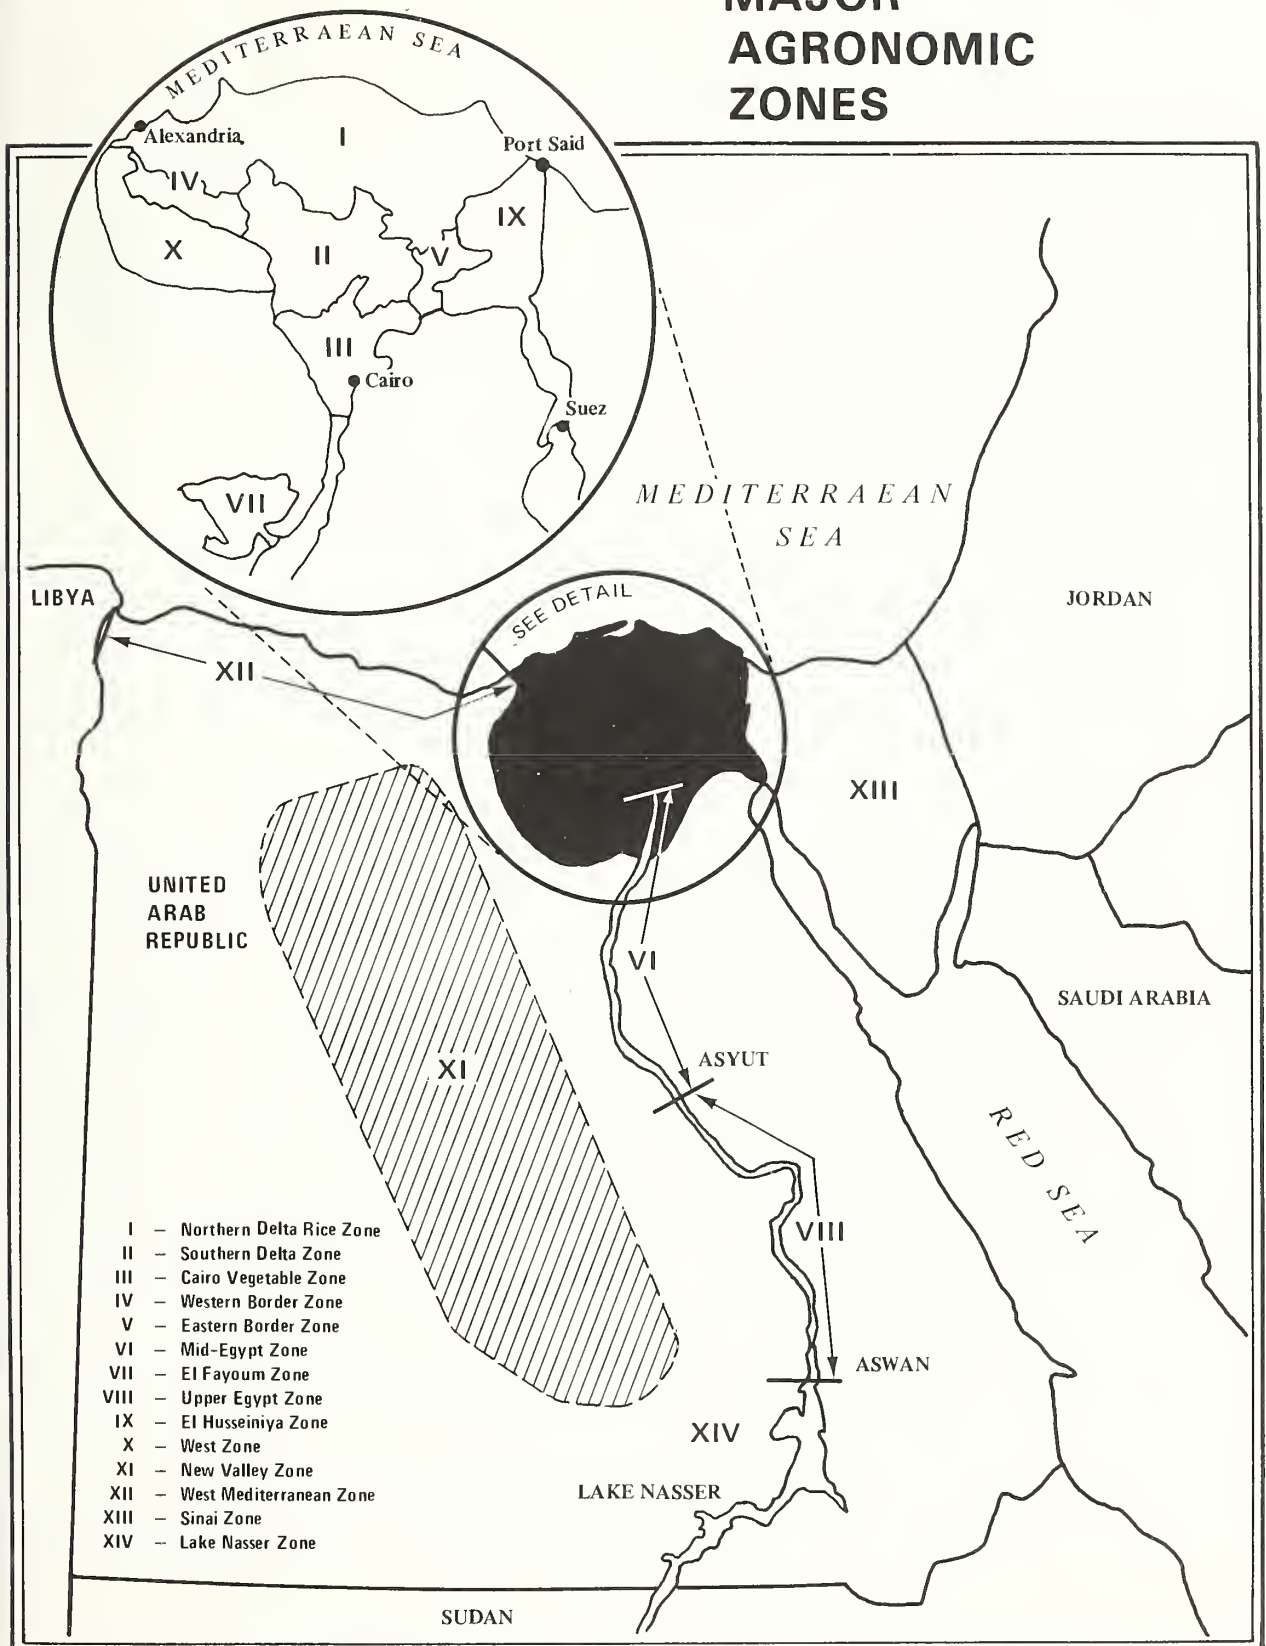 MAJOR
AGRONOMIC
ZONES
MEDITERRAEAN SEA
Alexandria
I
Port Said
IV
IX
X
II
V
III
Cairo
Suez
VII
MEDITERRAEAN
SEA
SEE DETAIL
LIBYA
JORDAN
XII
XIII
UNITED
ARAB
REPUBLIC
VI
SAUDI ARABIA
XI
ASYUT
RED SEA
VIII
I – Northern Delta Rice Zone
II – Southern Delta Zone
III – Cairo Vegetable Zone
IV – Western Border Zone
V – Eastern Border Zone
VI – Mid-Egypt Zone
VII – El Fayoum Zone
VIII – Upper Egypt Zone
IX – El Husseiniya Zone
X – West Zone
XI – New Valley Zone
XII – West Mediterranean Zone
XIII – Sinai Zone
XIV – Lake Nasser Zone
ASWAN
XIV
LAKE NASSER
SUDAN